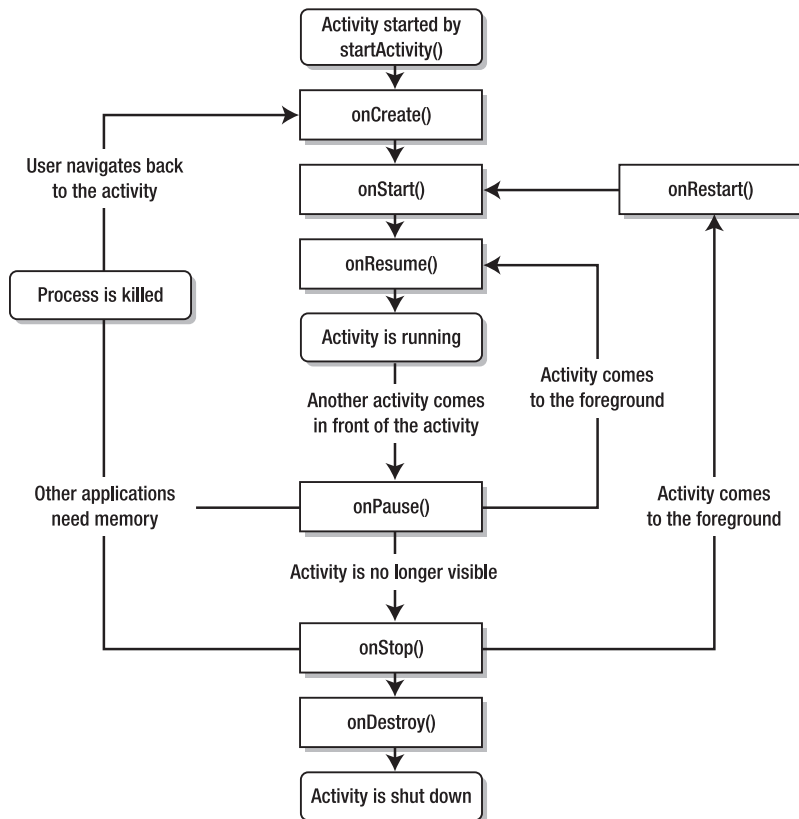 Activity started by
startActivity()
onCreate()
User navigates back
to the activity
onStart()
onRestart()
onResume()
Process is killed
Activity is running
Activity comes
to the foreground
Another activity comes
in front of the activity
Other applications
need memory
onPause()
Activity comes
to the foreground
Activity is no longer visible
onStop()
onDestroy()
Activity is shut down